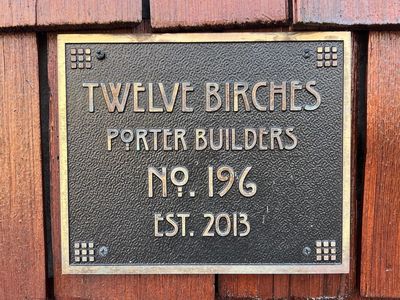 TWELVE BIRCHES
PORTER BUILDERS
NO. 196
EST. 2013